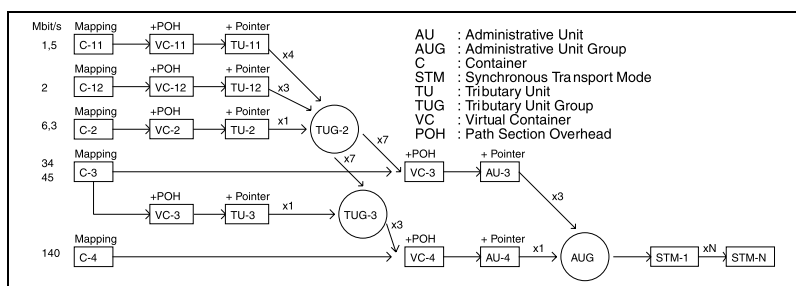 Mbit/s
Mapping +POH + Pointer
1,5 C-11 VC-11 TU-11
x4
Mapping +POH + Pointer
2 C-12 VC-12 TU-12 x3
Mapping +POH + Pointer
6,3 C-2 VC-2 TU-2 x1 TUG-2
x7
x7
34
45
Mapping
C-3
+POH + Pointer
VC-3 AU-3
x3
+POH + Pointer
VC-3 TU-3 x1 TUG-3
x3
Mapping +POH + Pointer
140 C-4 VC-4 AU-4 x1 AUG STM-1 xN STM-N
AU : Administrative Unit
AUG : Administrative Unit Group
C : Container
STM : Synchronous Transport Mode
TU : Tributary Unit
TUG : Tributary Unit Group
VC : Virtual Container
POH : Path Section Overhead